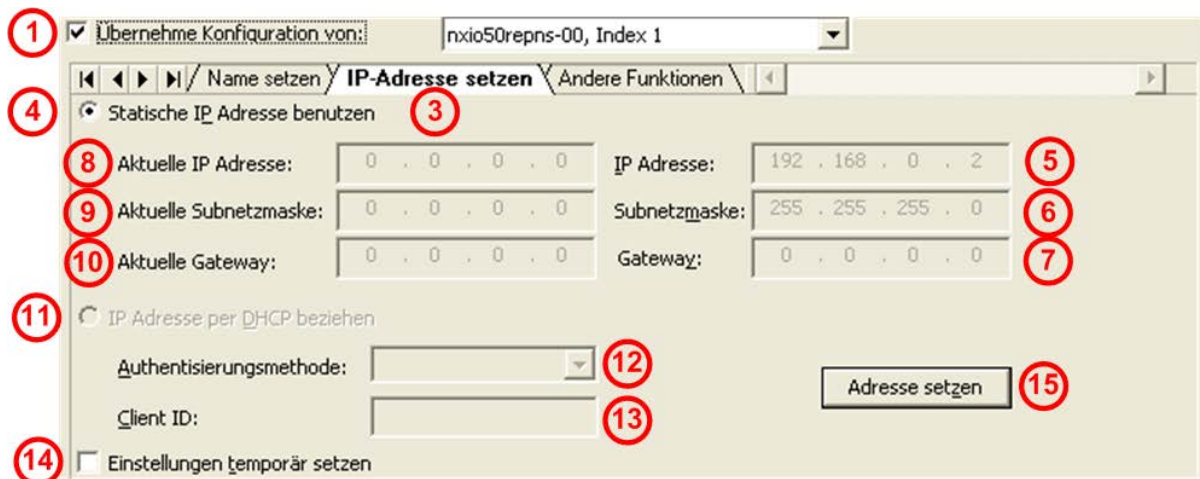 1 Übernehme Konfiguration von: nxio50repns-00, Index 1
Name setzen IP-Adresse setzen Andere Funktionen
4 Statische IP Adresse benutzen 3
8 Aktuelle IP Adresse: 0 . 0 . 0 . 0 IP Adresse: 192 . 168 . 0 . 2 5
9 Aktuelle Subnetzmaske: 0 . 0 . 0 . 0 Subnetzmaske: 255 . 255 . 255 . 0 6
10 Aktuelle Gateway: 0 . 0 . 0 . 0 Gateway: 0 . 0 . 0 . 0 7
11 IP Adresse per DHCP beziehen
Authentisierungsmethode: 12
Adresse setzen 15
Client ID: 13
14 Einstellungen temporär setzen